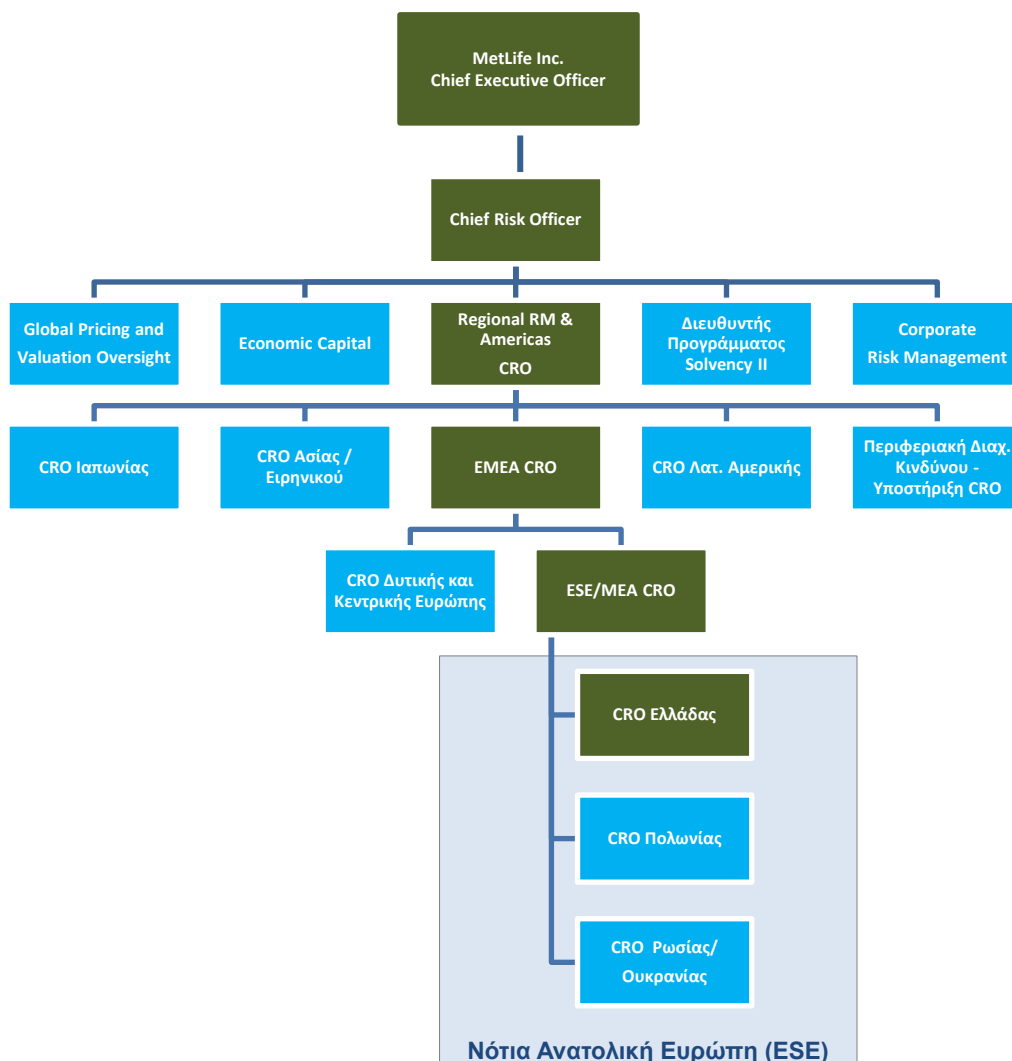 MetLife Inc.
Chief Executive Officer
Chief Risk Officer
Global Pricing and
Valuation Oversight
Economic Capital
Regional RM &
Americas
CRO
Διευθυντής
Προγράμματος
Solvency II
Corporate
Risk Management
CRO Ιαπωνίας
CRO Ασίας /
Ειρηνικού
EMEA CRO
CRO Λατ. Αμερικής
Περιφεριακή Διαχ.
Κινδύνου -
Υποστήριξη CRO
CRO Δυτικής και
Κεντρικής Ευρώπης
ESE/MEA CRO
CRO Ελλάδας
CRO Πολωνίας
CRO Ρωσίας/
Ουκρανίας
Νότια Ανατολική Ευρώπη (ESE)